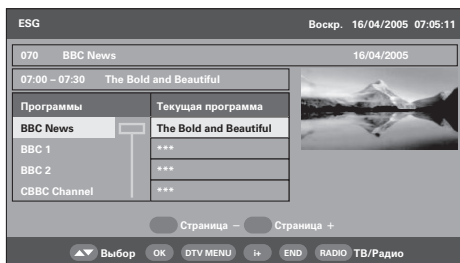 ESG Воскр. 16/04/2005 07:05:11
070 BBC News 16/04/2005
07:00 – 07:30 The Bold and Beautiful
Программы Текущая программа
BBC News The Bold and Beautiful
BBC 1 ***
BBC 2 ***
CBBC Channel ***
Страница – Страница +
Выбор OK DTV MENU i+ END RADIO ТВ/Радио